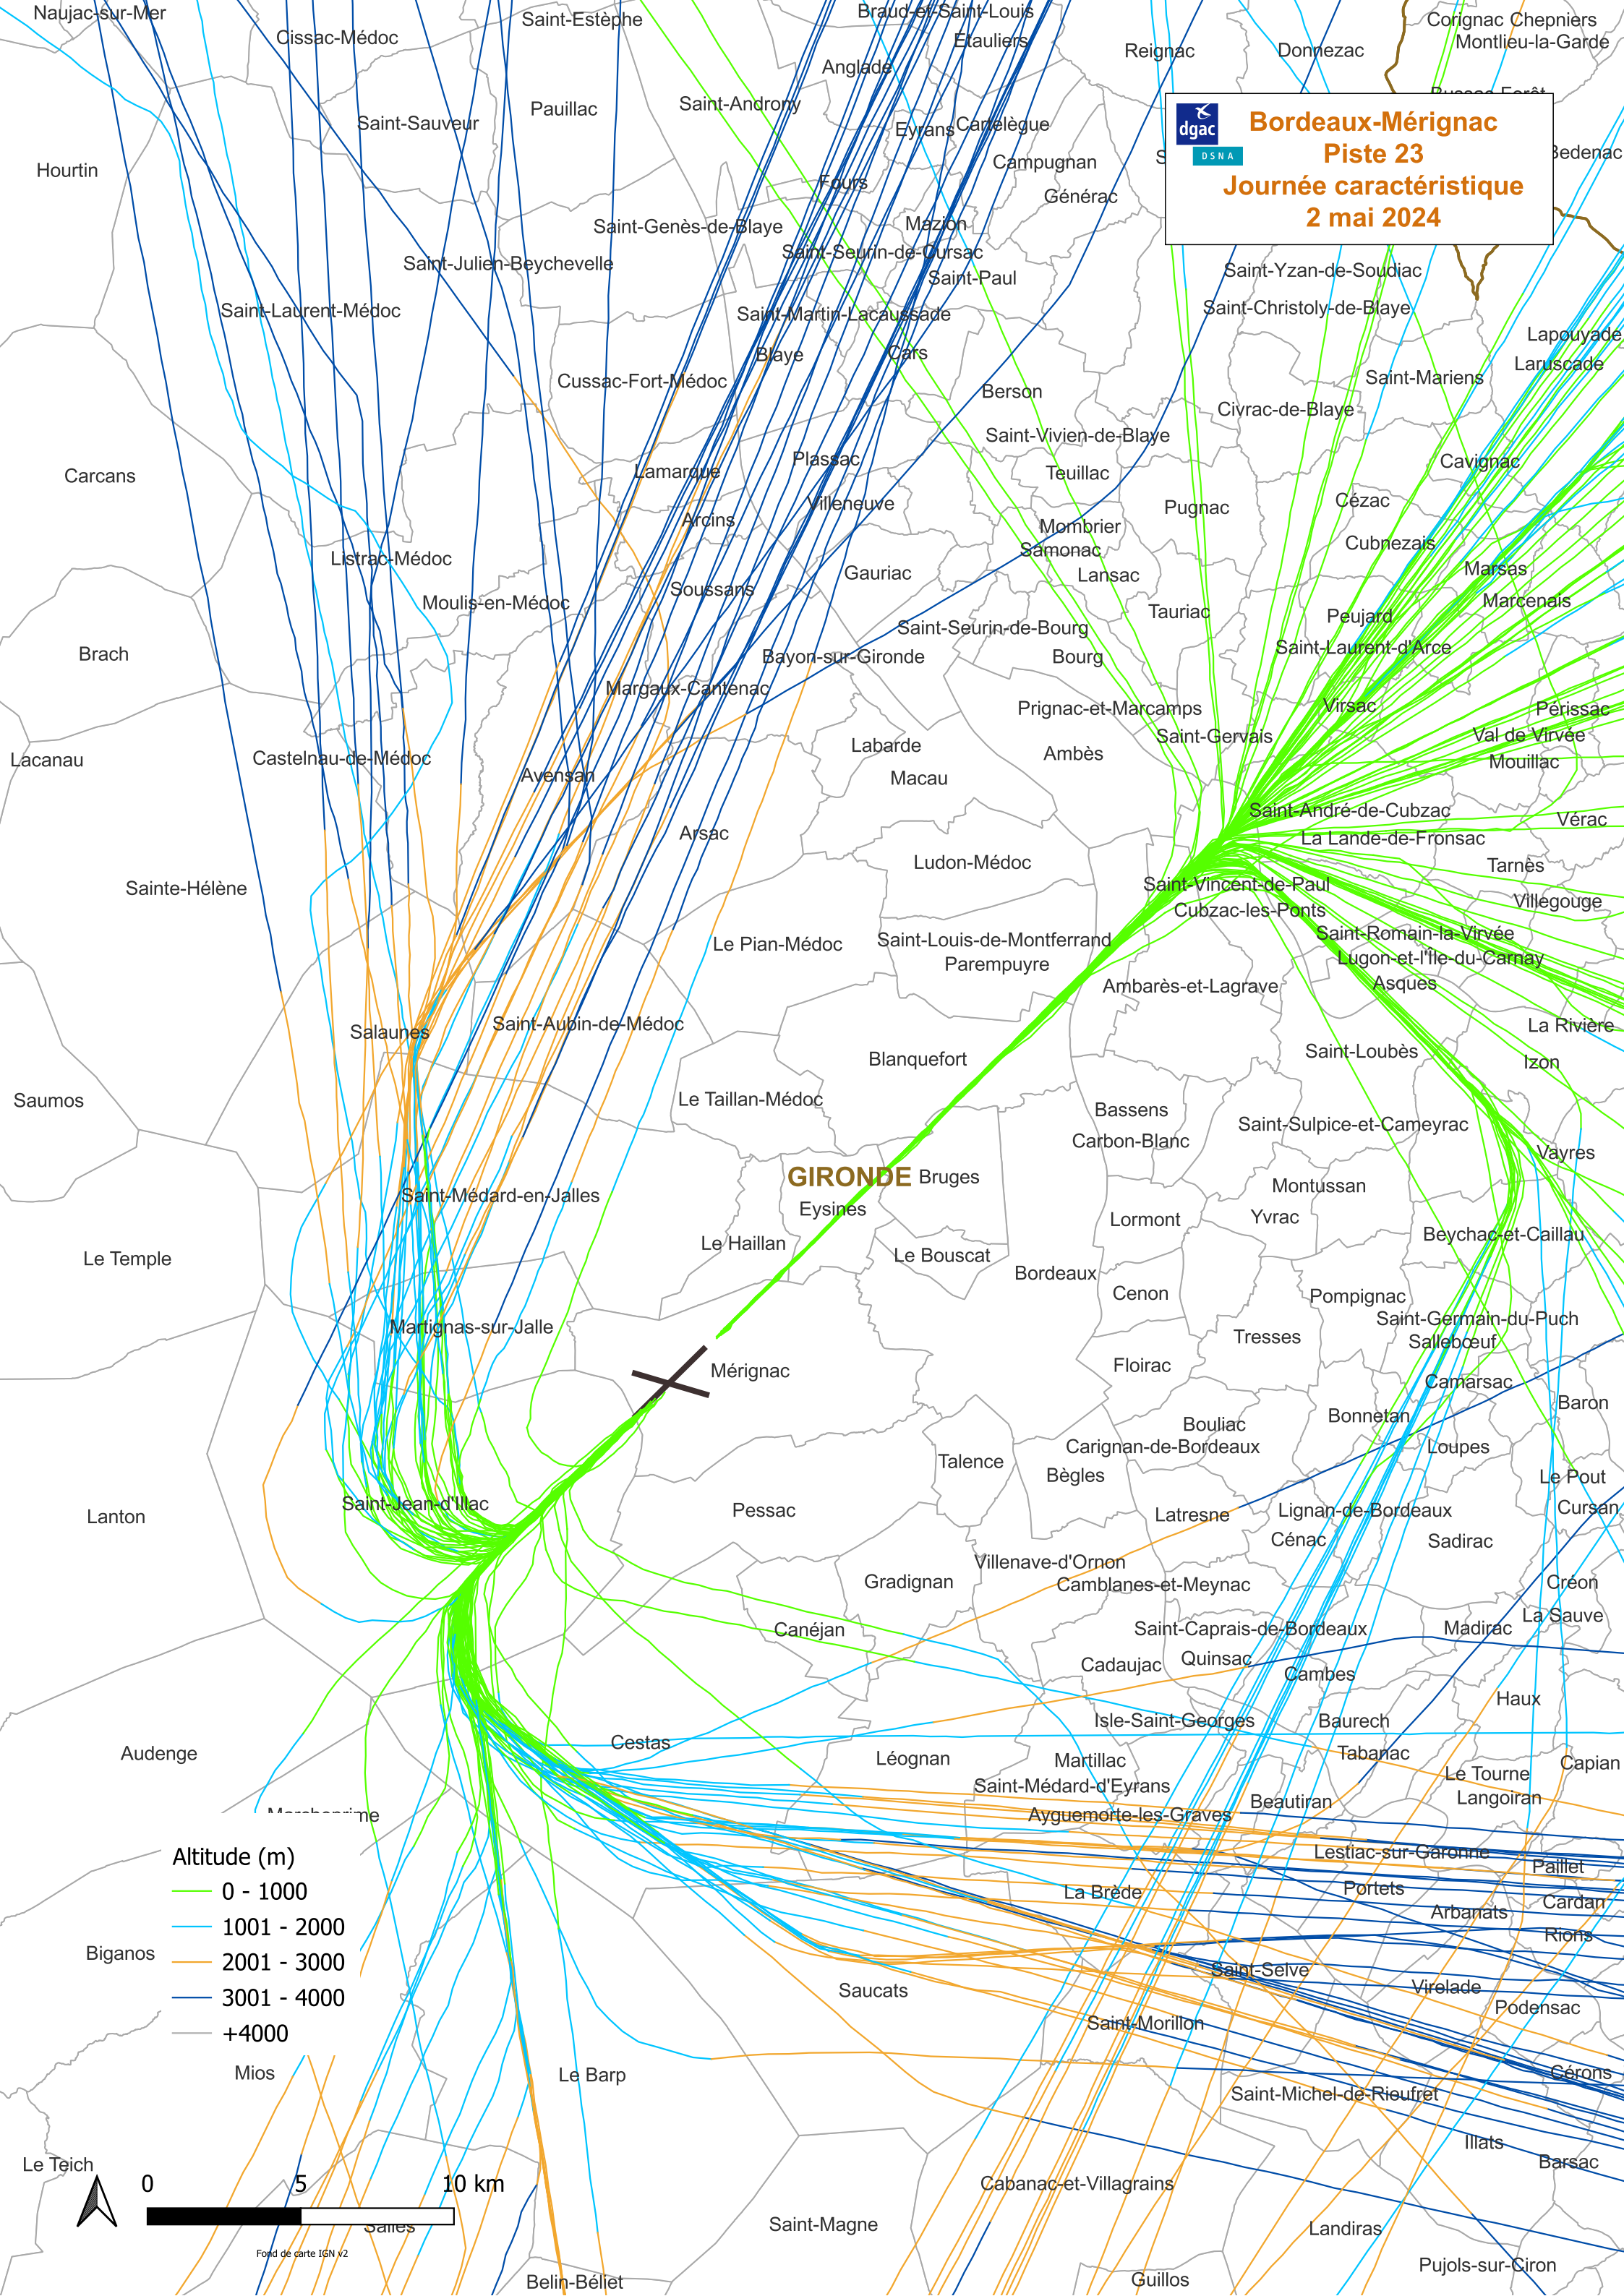 Naujac-sur-Mer
Cissac-Médoc
Saint-Estèphe
Braud-et-Saint-Louis
Etauliers
Reignac
Donnezac
Corignac Chepniers
Montlieu-la-Garde
Anglade
Pauillac
Saint-Androny
Saint-Sauveur
Eyrans
Cartelègue
dgac
DSNA
Bordeaux-Mérignac
Piste 23
Journée caractéristique
2 mai 2024
Bedenac
Hourtin
Campugnan
Fours
Générac
Saint-Genès-de-Blaye
Mazion
Saint-Seurin-de-Cursac
Saint-Julien-Beychevelle
Saint-Paul
Saint-Yzan-de-Soudiac
Saint-Laurent-Médoc
Saint-Martin-Lacaussade
Saint-Christoly-de-Blaye
Lapouyade
Blaye
Cars
Laruscade
Cussac-Fort-Médoc
Berson
Saint-Mariens
Civrac-de-Blaye
Saint-Vivien-de-Blaye
Carcans
Lamarque
Plassac
Teuillac
Cavignac
Villeneuve
Pugnac
Cézac
Arcins
Mombrier
Listrac-Médoc
Samonac
Cubnezais
Gauriac
Lansac
Marsas
Moulis-en-Médoc
Soussans
Tauriac
Peujard
Marcenais
Saint-Seurin-de-Bourg
Brach
Bayon-sur-Gironde
Bourg
Saint-Laurent-d'Arce
Margaux-Cantenac
Prignac-et-Marcamps
Virsac
Périssac
Lacanau
Castelnau-de-Médoc
Labarde
Ambès
Saint-Gervais
Val de Virvée
Avensan
Macau
Mouillac
Arsac
Saint-André-de-Cubzac
Vérac
La Lande-de-Fronsac
Sainte-Hélène
Ludon-Médoc
Tarnès
Saint-Vincent-de-Paul
Villegouge
Cubzac-les-Ponts
Le Pian-Médoc
Saint-Louis-de-Montferrand
Saint-Romain-la-Virvée
Parempuyre
Lugon-et-l'Île-du-Carnay
Ambarès-et-Lagrave
Asques
Salaunes
Saint-Aubin-de-Médoc
La Rivière
Blanquefort
Saint-Loubès
Izon
Saumos
Le Taillan-Médoc
Bassens
Saint-Sulpice-et-Cameyrac
Carbon-Blanc
Vayres
GIRONDE
Bruges
Montussan
Saint-Médard-en-Jalles
Eysines
Lormont
Yvrac
Beychac-et-Caillau
Le Temple
Le Haillan
Le Bouscat
Bordeaux
Cenon
Pompignac
Martignas-sur-Jalle
Saint-Germain-du-Puch
Tresses
Sallebœuf
Mérignac
Floirac
Camarsac
Baron
Bonnetan
Bouliac
Carignan-de-Bordeaux
Loupes
Talence
Bègles
Le Pout
Saint-Jean-d'Illac
Lanton
Pessac
Latresne
Lignan-de-Bordeaux
Cursan
Cénac
Sadirac
Villenave-d'Ornon
Gradignan
Camblanes-et-Meynac
Créon
La Sauve
Canéjan
Saint-Caprais-de-Bordeaux
Madirac
Cadaujac
Quinsac
Cambes
Haux
Isle-Saint-Georges
Baurech
Cestas
Audenge
Léognan
Martillac
Tabanac
Capian
Le Tourne
Saint-Médard-d'Eyrans
Langoiran
Beautiran
Ayguemorte-les-Graves
Lestiac-sur-Garonne
Paillet
Altitude (m)
0 - 1000
1001 - 2000
2001 - 3000
3001 - 4000
+4000
La Brède
Portets
Cardan
Arbanats
Rions
Biganos
Saint-Selve
Saucats
Virelade
Podensac
Saint-Morillon
Mios
Le Barp
Cérons
Saint-Michel-de-Rieufret
Illats
Le Teich
Barsac
0 5 10 km
Cabanac-et-Villagrains
Salles
Saint-Magne
Landiras
Fond de carte IGN v2
Pujols-sur-Ciron
Belin-Béliet
Guillos